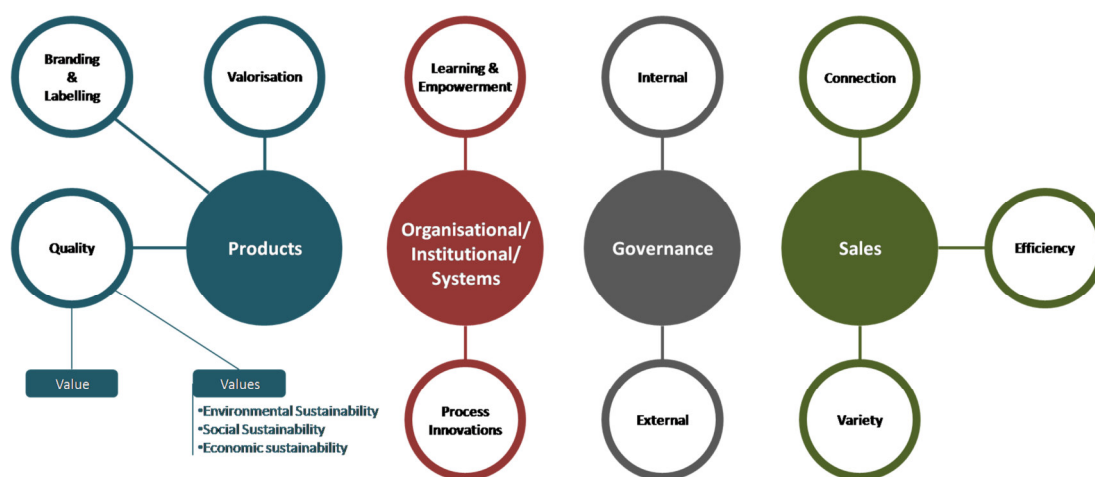 Branding
&
Labelling
Valorisation
Learning &
Empowerment
Internal
Connection
Quality
Products
Organisational/
Institutional/
Systems
Governance
Sales
Efficiency
Value
Values
•Environmental Sustainability
•Social Sustainability
•Economic sustainability
Process
Innovations
External
Variety